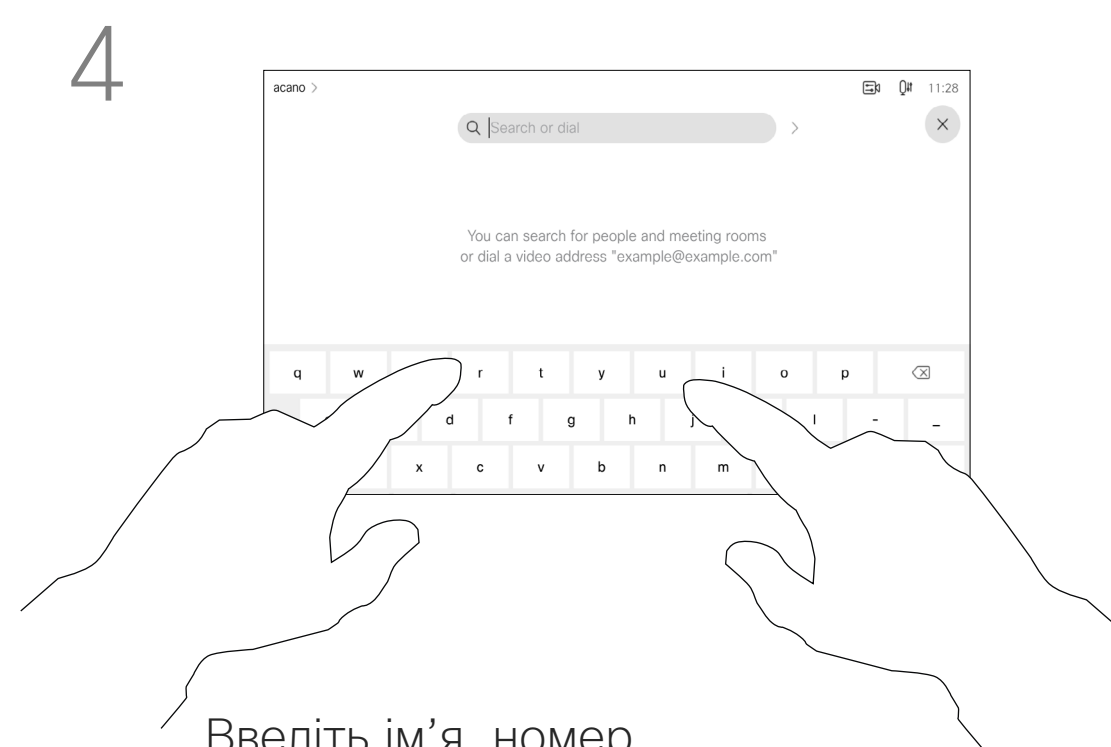 4
acano >
11:28
Search or dial
You can search for people and meeting rooms
or dial a video address "example@example.com"
q w r t y u i o p
d f g h j l - _
x c v b n m
Введіть ім’я, номер